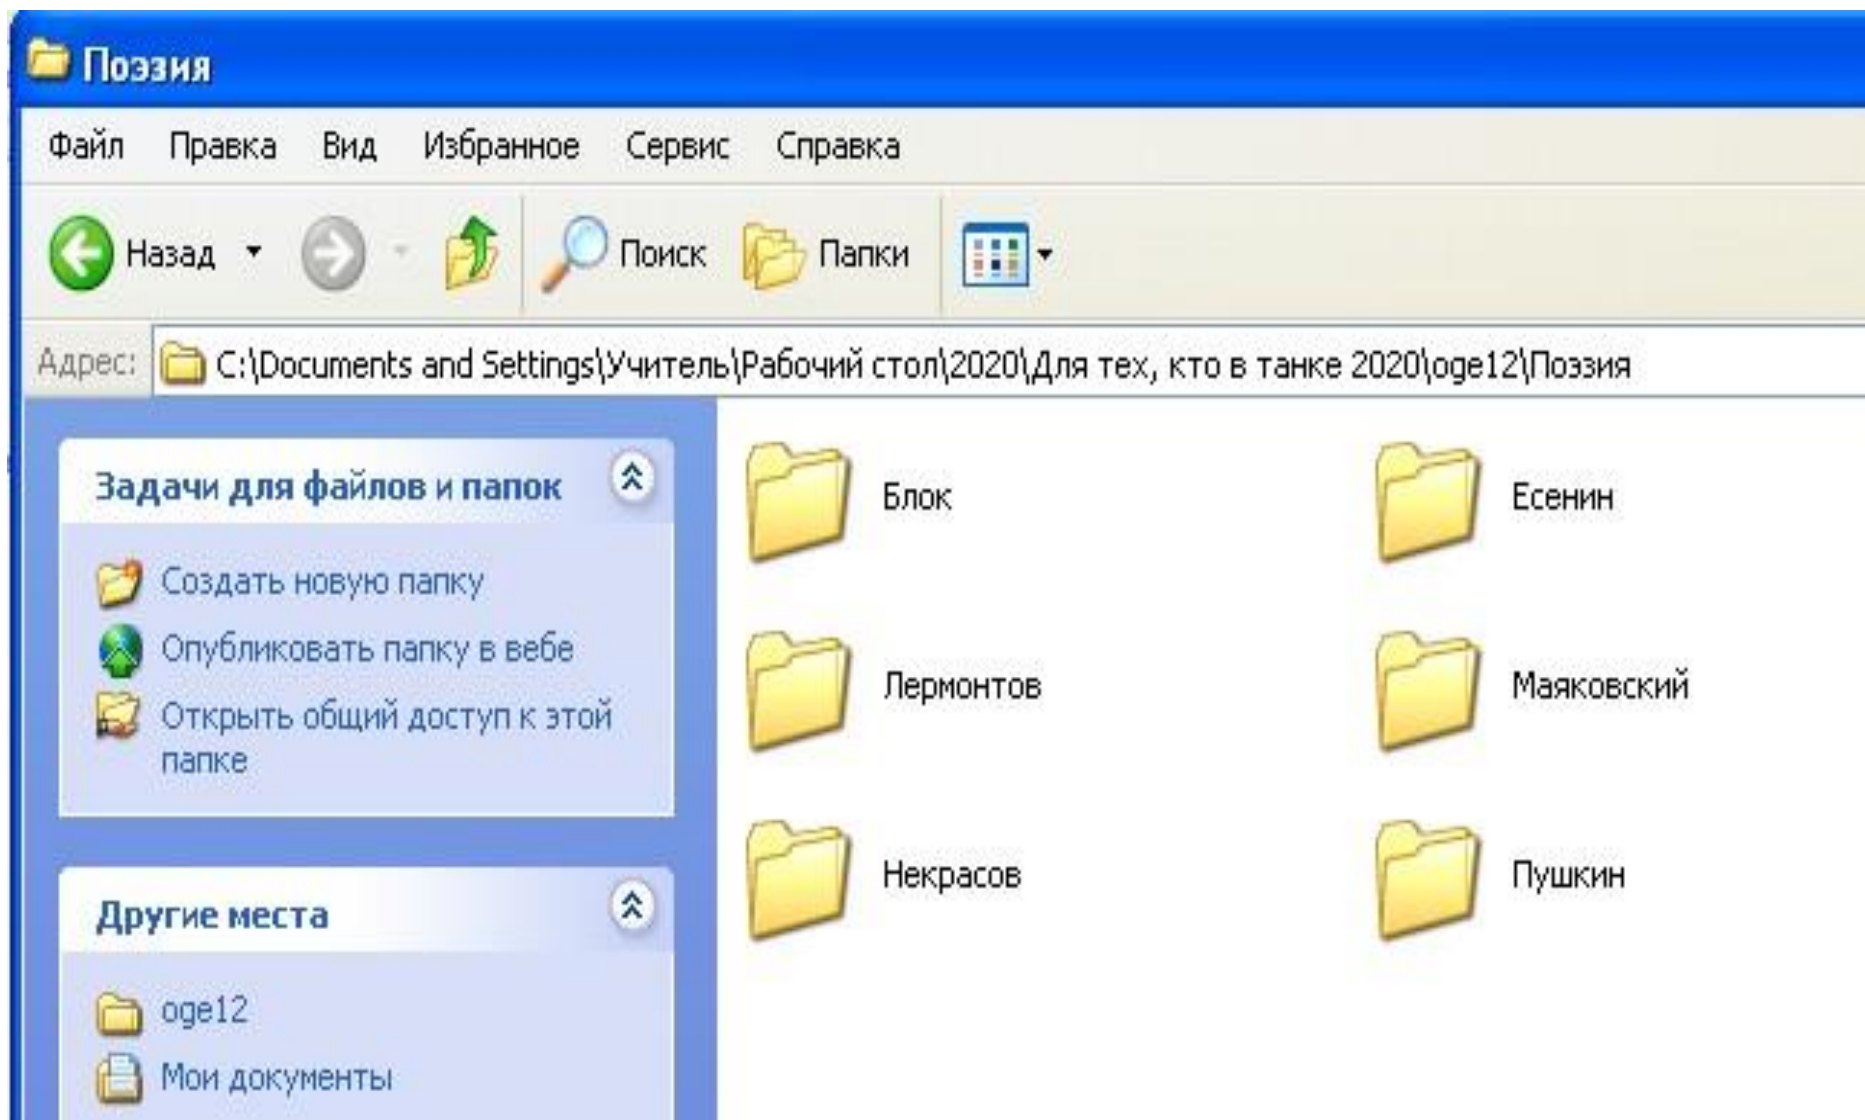 Поэзия
Файл Правка Вид Избранное Сервис Справка
Назад Поиск Папки
Адрес: C:\Documents and Settings\Учитель\Рабочий стол\2020\Для тех, кто в танке 2020\oge12\Поэзия
Задачи для файлов и папок
Создать новую папку
Опубликовать папку в вебе
Открыть общий доступ к этой
папке
Другие места
oge12
Мои документы
Блок Есенин
Лермонтов Маяковский
Некрасов Пушкин